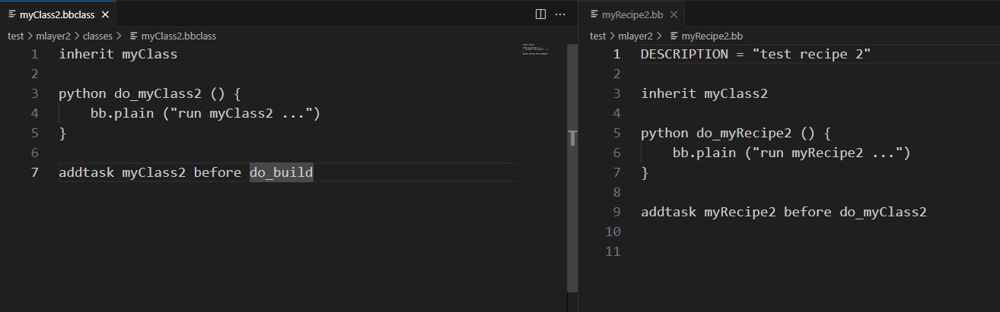 myClass2.bbclass
test > mlayer2 > classes > myClass2.bbclass
1 inherit myClass
2
3 python do_myClass2 () {
4     bb.plain ("run myClass2 ...")
5 }
6
7 addtask myClass2 before do_build
myRecipe2.bb
test > mlayer2 > myRecipe2.bb
1 DESCRIPTION = "test recipe 2"
2
3 inherit myClass2
4
5 python do_myRecipe2 () {
6     bb.plain ("run myRecipe2 ...")
7 }
8
9 addtask myRecipe2 before do_myClass2
10
11